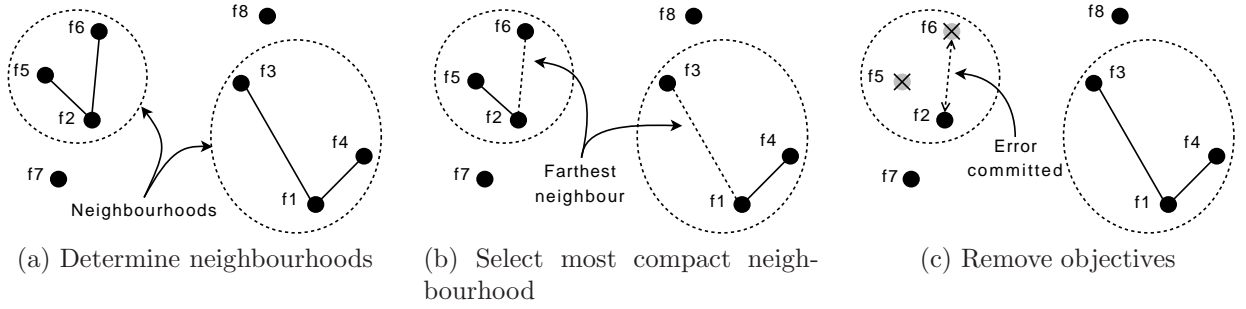 f8
f6
f5
f3
f2
f4
f7
f1
Neighbourhoods
(a) Determine neighbourhoods
f8
f6
f3
f5
f2
f4
f7
Farthest
neighbour
f1
(b) Select most compact neigh-
bourhood
f8
f6
f3
f5
f2
f4
Error
committed
f7
f1
(c) Remove objectives